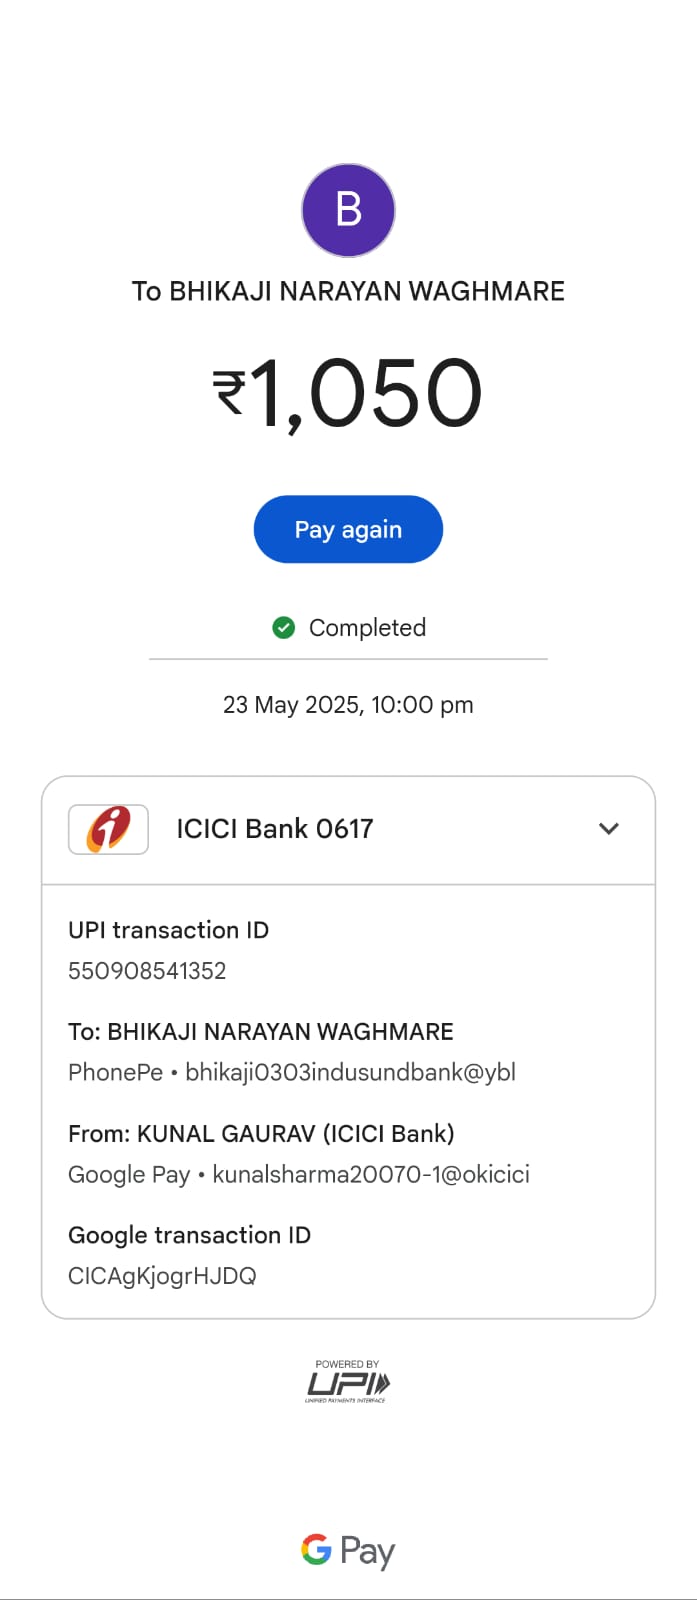 B
To BHIKAJI NARAYAN WAGHMARE
₹1,050
Pay again
Completed
23 May 2025, 10:00 pm
ICICI Bank 0617
UPI transaction ID
550908541352
To: BHIKAJI NARAYAN WAGHMARE
PhonePe • bhikaji0303indusundbank@ybl
From: KUNAL GAURAV (ICICI Bank)
Google Pay • kunalsharma20070-1@okicici
Google transaction ID
CICAgKjogrHJDQ
POWERED BY
UPI
UNIFIED PAYMENTS INTERFACE
G Pay